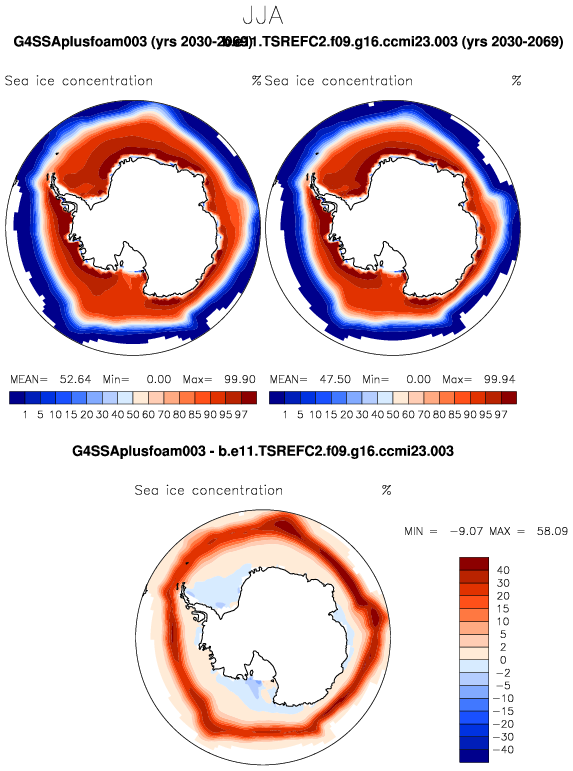 JJA
G4SSAplusfoam003 (yrs 2030-2069) b.e11.TSREFC2.f09.g16.ccmi23.003 (yrs 2030-2069)
Sea ice concentration % Sea ice concentration %
MEAN= 52.64 Min= 0.00 Max= 99.90 MEAN= 47.50 Min= 0.00 Max= 99.94
1 5 10 15 20 30 40 50 60 70 80 85 90 95 97 1 5 10 15 20 30 40 50 60 70 80 85 90 95 97
G4SSAplusfoam003 - b.e11.TSREFC2.f09.g16.ccmi23.003
Sea ice concentration %
MIN = -9.07 MAX = 58.09
40
30
20
15
10
5
2
0
-2
-5
-10
-15
-20
-30
-40